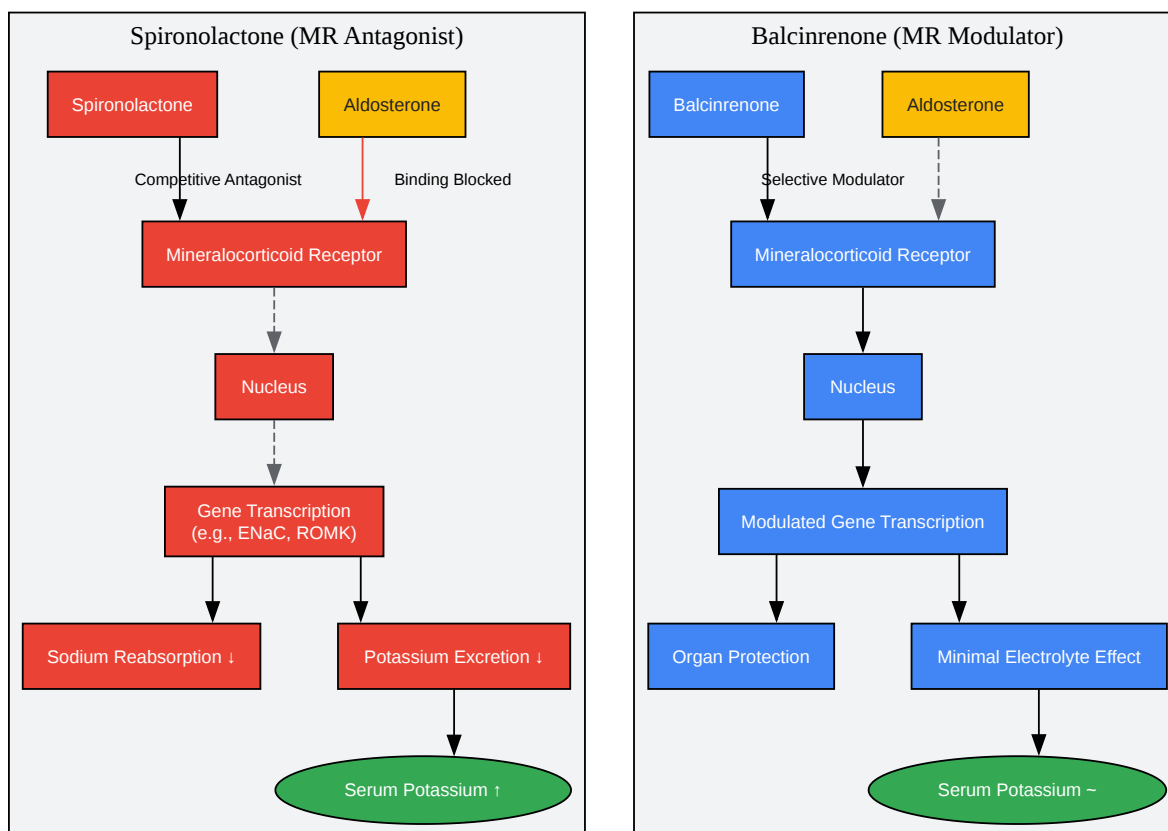 Spironolactone (MR Antagonist)
Spironolactone
Aldosterone
Competitive Antagonist
Binding Blocked
Mineralocorticoid Receptor
Nucleus
Gene Transcription
(e.g., ENaC, ROMK)
Sodium Reabsorption ↓
Potassium Excretion ↓
Serum Potassium ↑
Balcinrenone (MR Modulator)
Balcinrenone
Aldosterone
Selective Modulator
Mineralocorticoid Receptor
Nucleus
Modulated Gene Transcription
Organ Protection
Minimal Electrolyte Effect
Serum Potassium ~